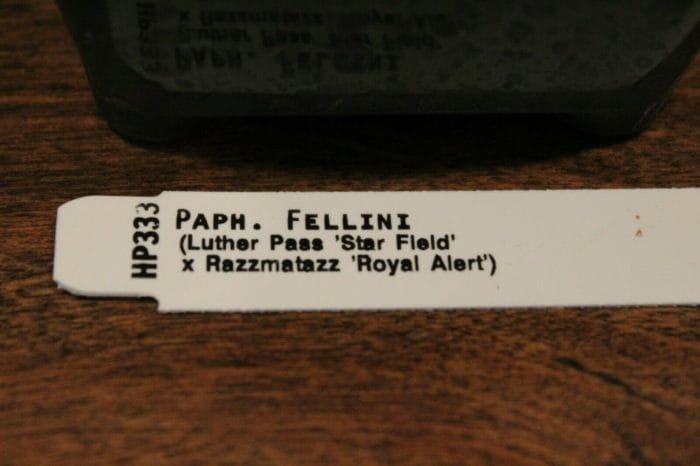 HP333
PAPH. FELLINI
(Luther Pass 'Star Field'
x Razzmatazz 'Royal Alert')